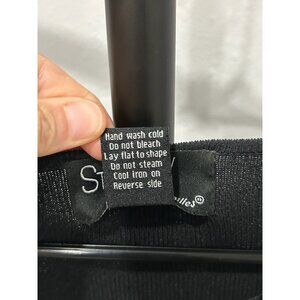 Hand wash cold
Do not bleach
Lay flat to shape
Do not steam
Cool iron on
Reverse side